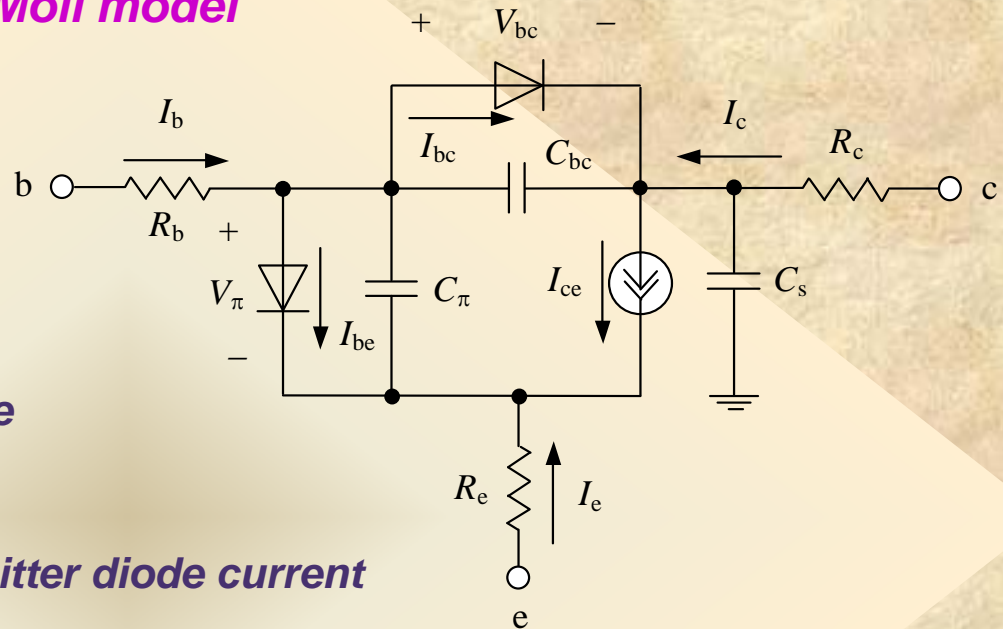 Moll model
+ V_bc −
I_b
I_c
I_bc
C_bc
R_c
b
c
R_b
+
V_π
C_π
I_ce
C_s
I_be
−
R_e
I_e
itter diode current
e